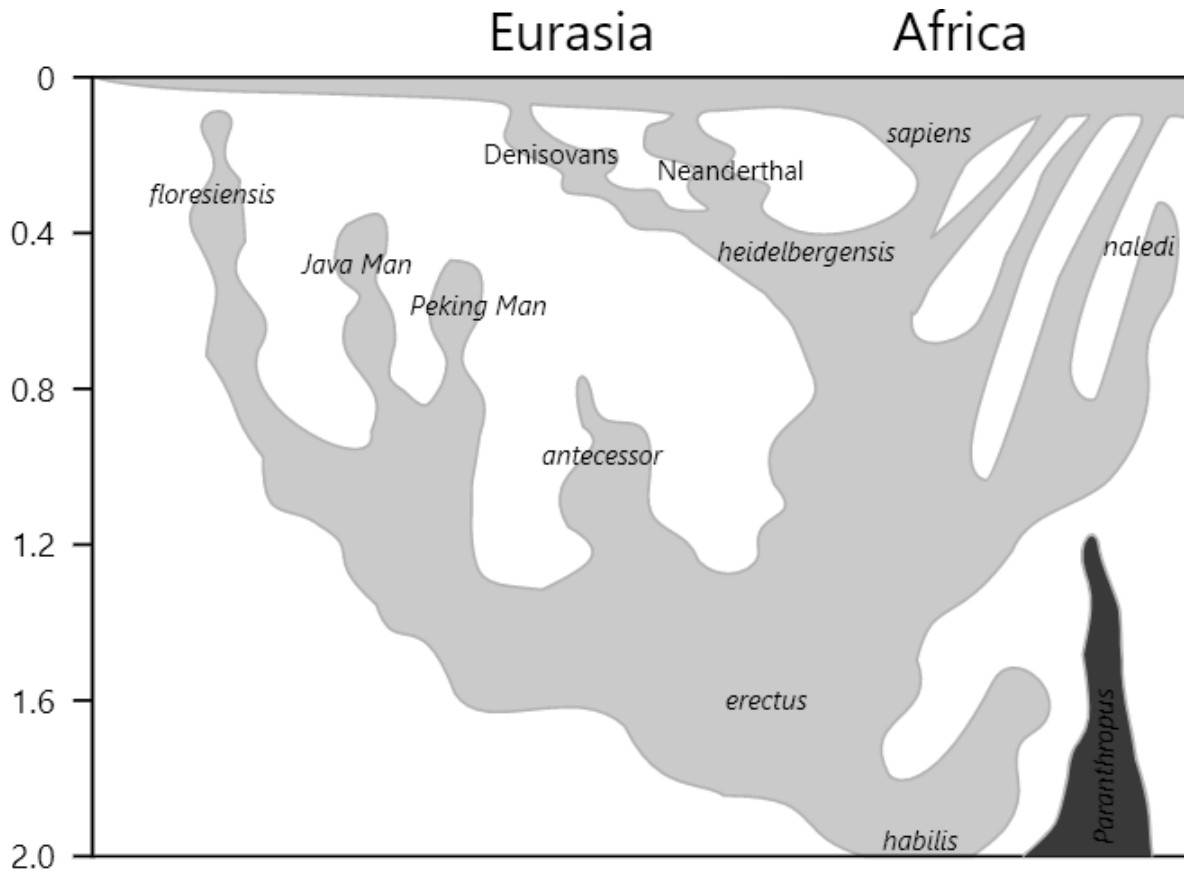 Eurasia Africa
0
sapiens
Denisovans
Neanderthal
floresiensis
0.4
heidelbergensis
naledi
Java Man
Peking Man
0.8
antecessor
1.2
erectus
1.6
Paranthropus
habilis
2.0